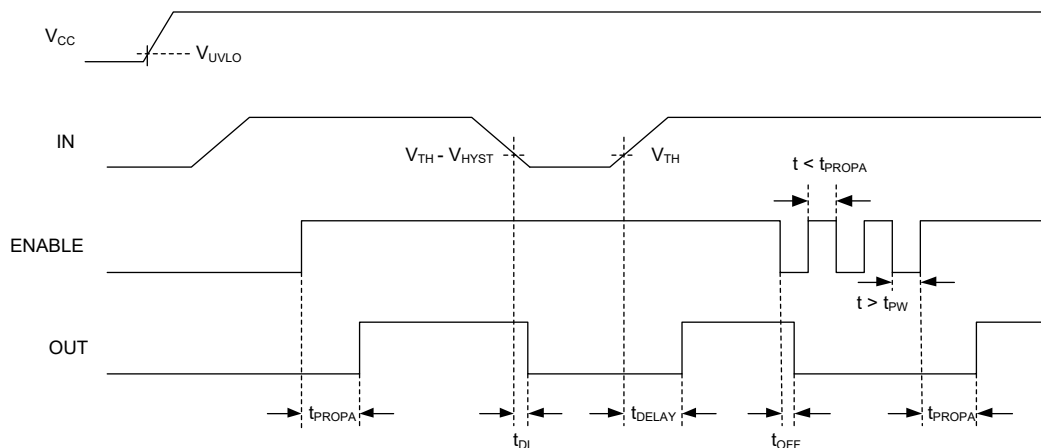 VCC
VUVLO
IN
VTH - VHYST
VTH
t < tPROPA
ENABLE
t > tPW
OUT
tPROPA
tDL
tDELAY
tOFF
tPROPA